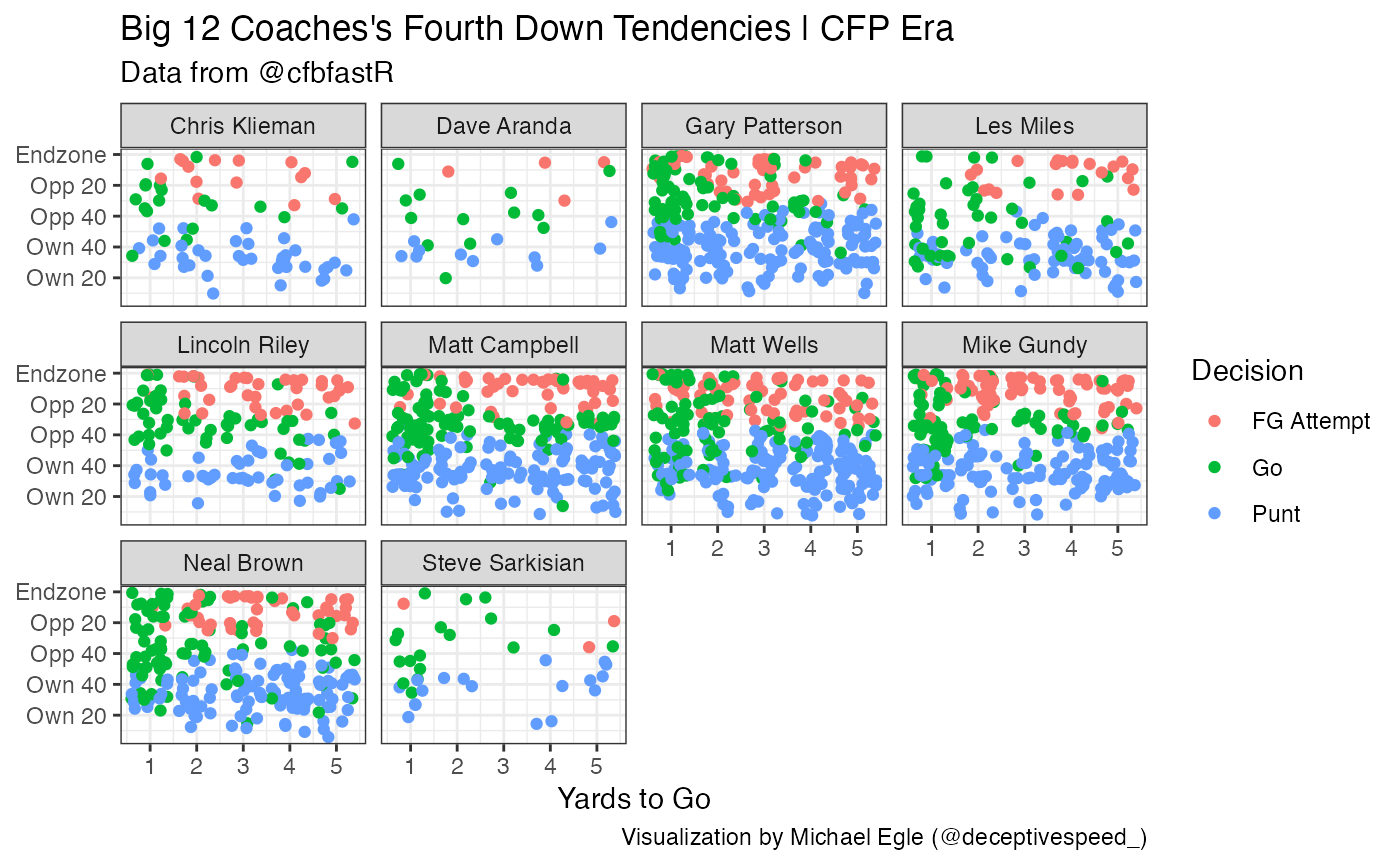 Big 12 Coaches's Fourth Down Tendencies | CFP Era
Data from @cfbfastR
Chris Klieman
Dave Aranda
Gary Patterson
Les Miles
Endzone
Opp 20
Opp 40
Own 40
Own 20
Lincoln Riley
Matt Campbell
Matt Wells
Mike Gundy
Endzone
Opp 20
Opp 40
Own 40
Own 20
1 2 3 4 5
1 2 3 4 5
Neal Brown
Steve Sarkisian
Endzone
Opp 20
Opp 40
Own 40
Own 20
1 2 3 4 5
1 2 3 4 5
Yards to Go
Decision
FG Attempt
Go
Punt
Visualization by Michael Egle (@deceptivespeed_)